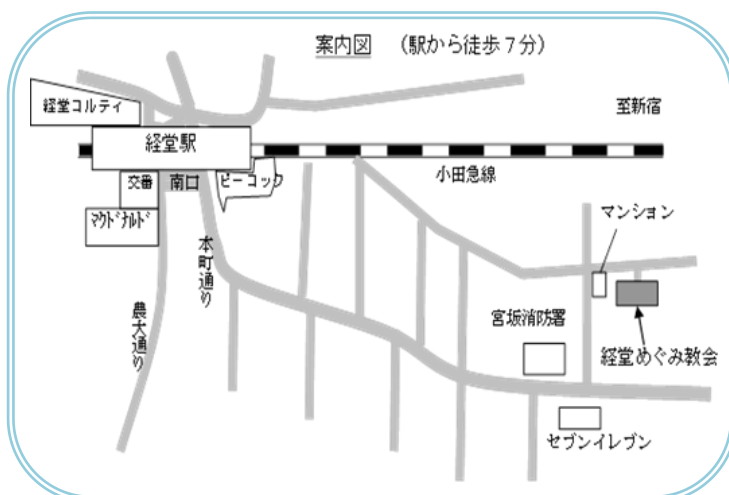 案内図 （駅から徒歩７分）
経堂コルティ
至新宿
経堂駅
小田急線
交番
南口
ピーコック
マクドナルド
マンション
本町通り
農大通り
宮坂消防署
経堂めぐみ教会
セブンイレブン